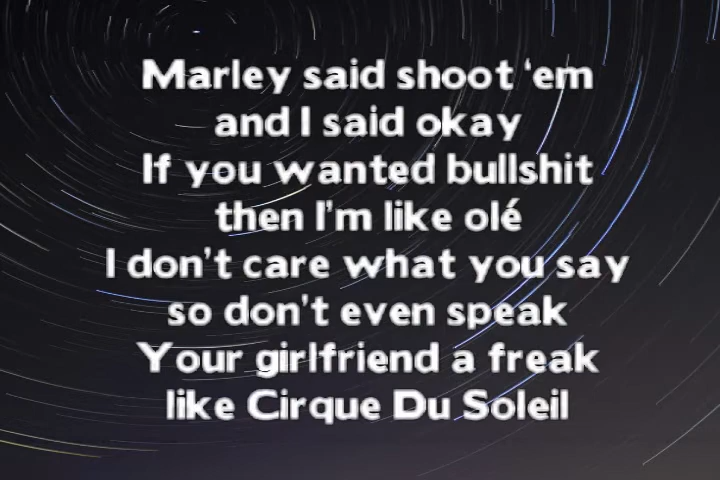 Marley said shoot ‘em
and I said okay
If you wanted bullshit
then I’m like olé
I don’t care what you say
so don’t even speak
Your girlfriend a freak
like Cirque Du Soleil